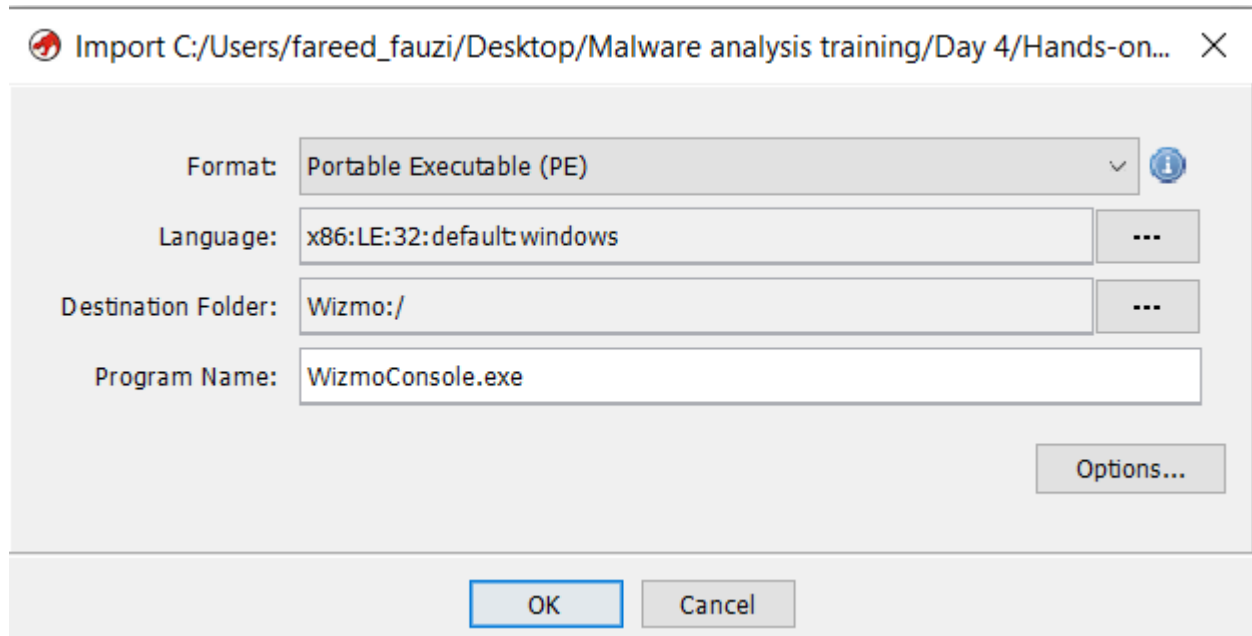 Import C:/Users/fareed_fauzi/Desktop/Malware analysis training/Day 4/Hands-on...
Format: Portable Executable (PE)
Language: x86:LE:32:default:windows ...
Destination Folder: Wizmo:/ ...
Program Name: WizmoConsole.exe
Options...
OK Cancel